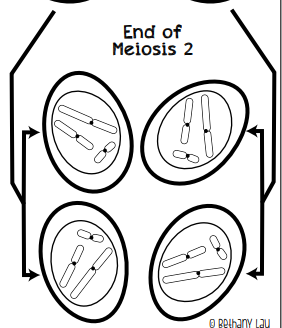 End of
Meiosis 2
© Bethany Lau